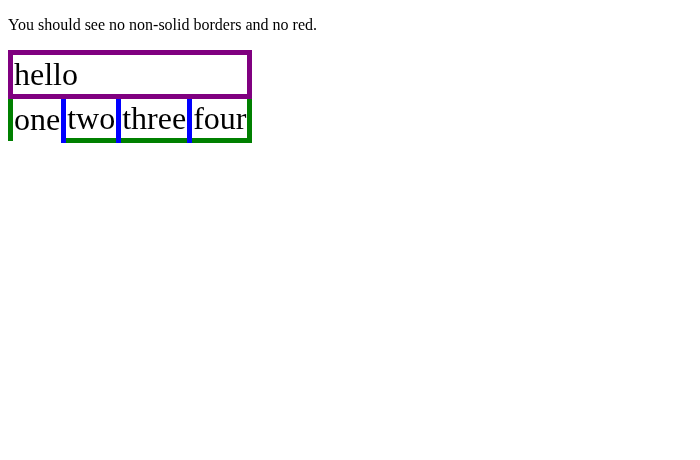 You should see no non-solid borders and no red.
hello
one two three four